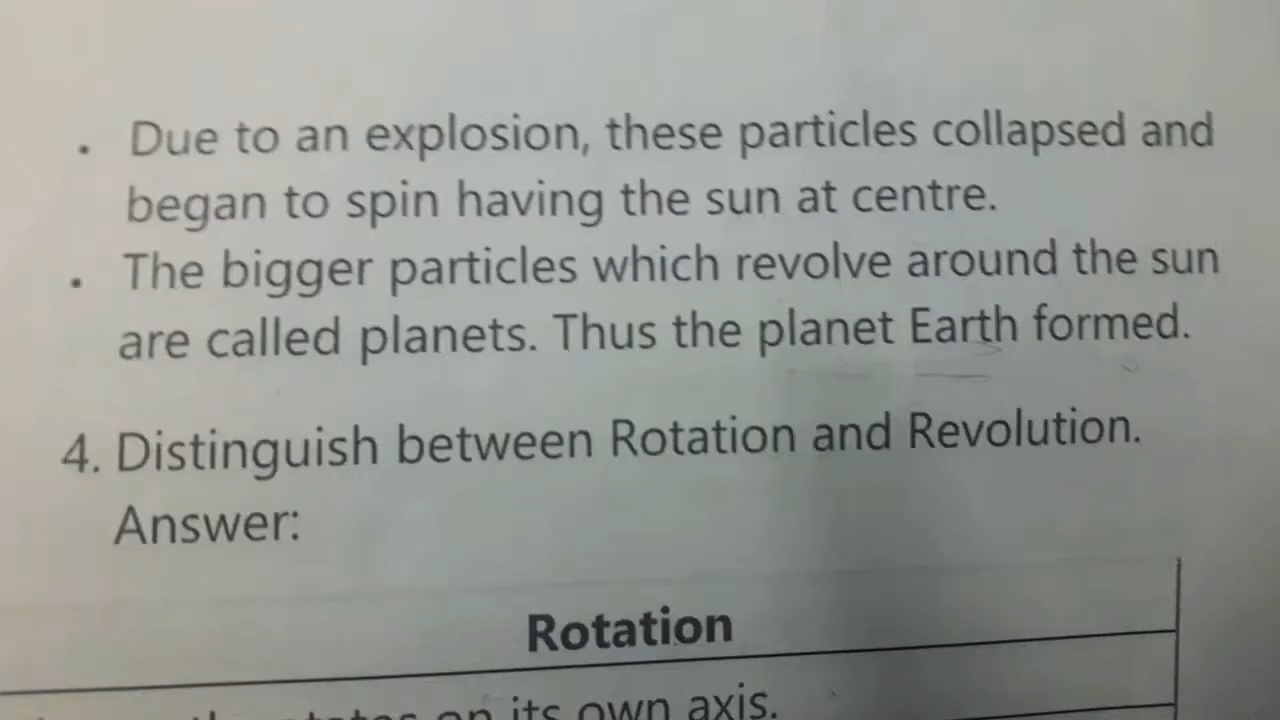 . Due to an explosion, these particles collapsed and
began to spin having the sun at centre.
. The bigger particles which revolve around the sun
are called planets. Thus the planet Earth formed.
4. Distinguish between Rotation and Revolution.
Answer:
Rotation
on its own axis.